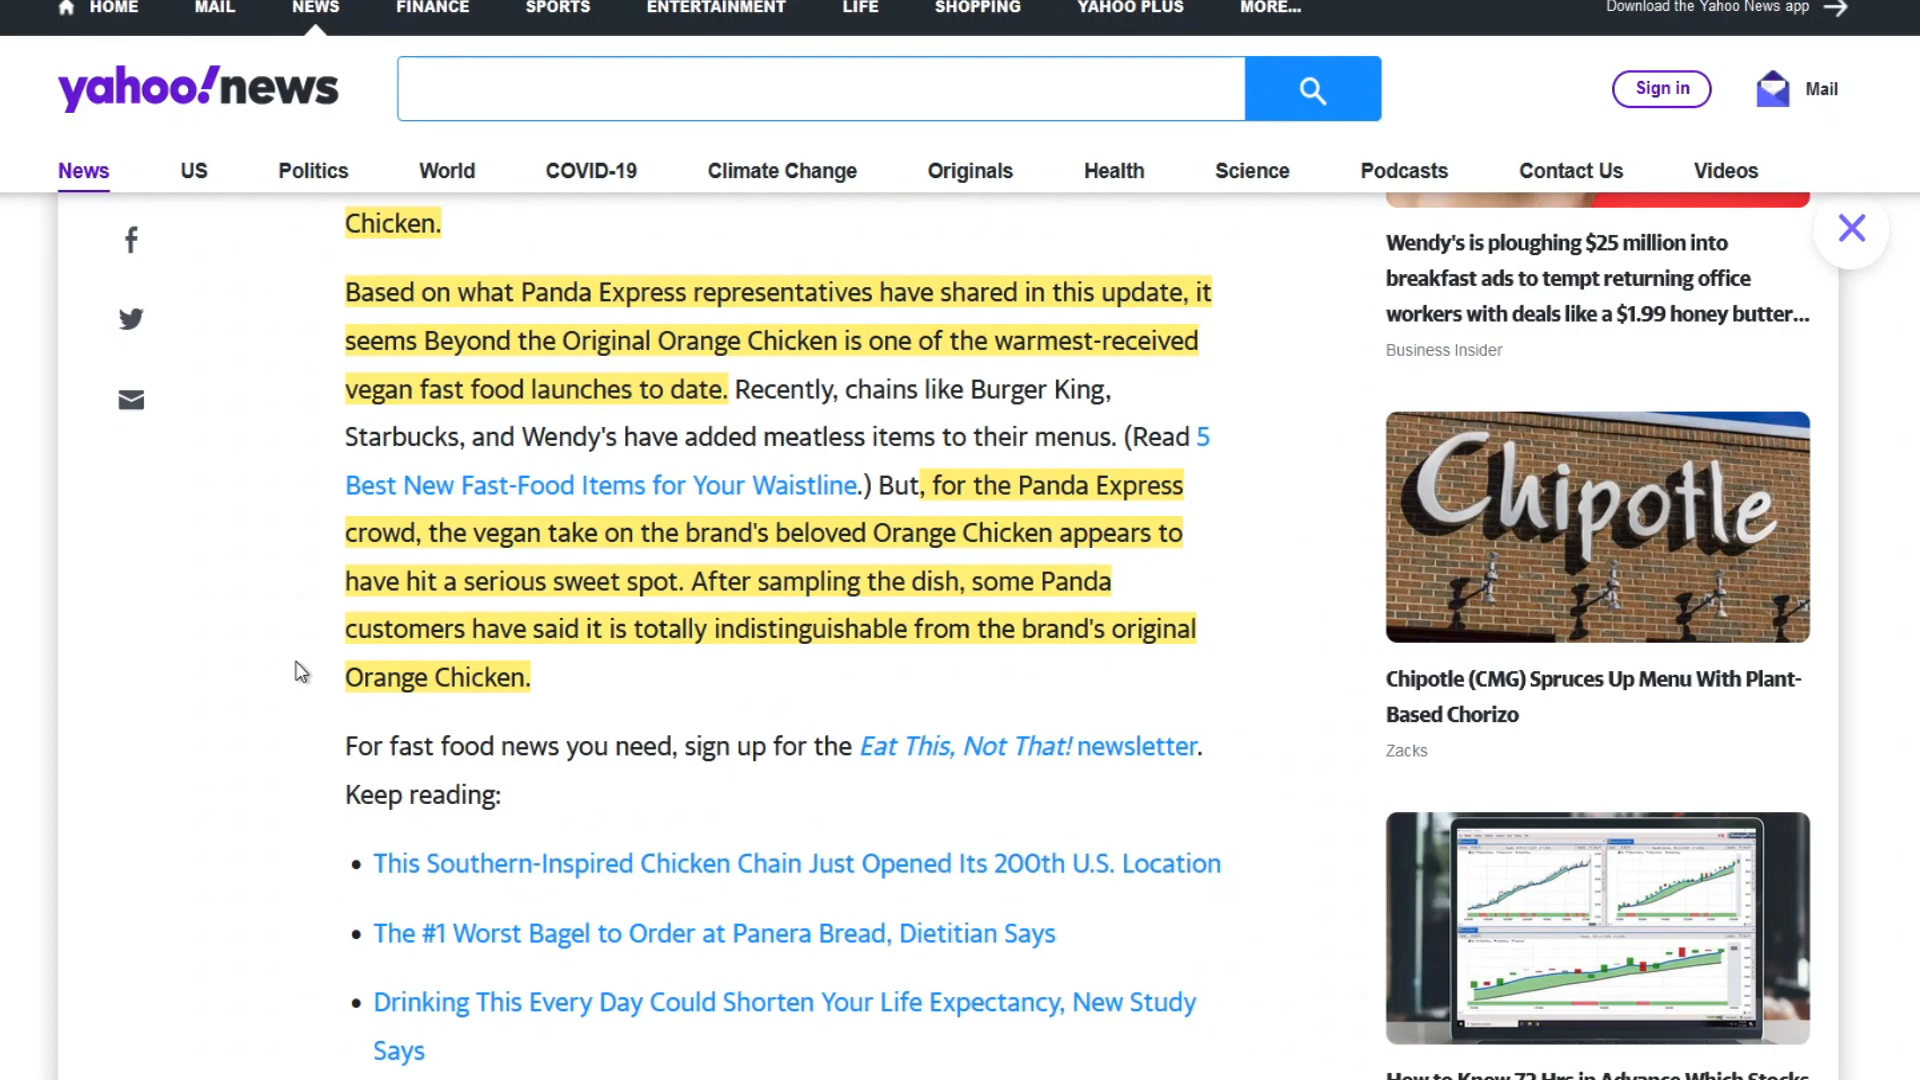 HOME MAIL NEWS FINANCE SPORTS ENTERTAINMENT LIFE SHOPPING YAHOO PLUS MORE... Download the Yahoo News app
yahoo!news
Sign in Mail
News US Politics World COVID-19 Climate Change Originals Health Science Podcasts Contact Us Videos
Chicken.
Based on what Panda Express representatives have shared in this update, it
seems Beyond the Original Orange Chicken is one of the warmest-received
vegan fast food launches to date. Recently, chains like Burger King,
Starbucks, and Wendy's have added meatless items to their menus. (Read 5
Best New Fast-Food Items for Your Waistline.) But, for the Panda Express
crowd, the vegan take on the brand's beloved Orange Chicken appears to
have hit a serious sweet spot. After sampling the dish, some Panda
customers have said it is totally indistinguishable from the brand's original
Orange Chicken.
For fast food news you need, sign up for the Eat This, Not That! newsletter.
Keep reading:
• This Southern-Inspired Chicken Chain Just Opened Its 200th U.S. Location
• The #1 Worst Bagel to Order at Panera Bread, Dietitian Says
• Drinking This Every Day Could Shorten Your Life Expectancy, New Study
Says
Wendy's is ploughing $25 million into
breakfast ads to tempt returning office
workers with deals like a $1.99 honey butter...
Business Insider
Chipotle
Chipotle (CMG) Spruces Up Menu With Plant-
Based Chorizo
Zacks
How to Know 72 Hrs in Advance Which Stocks